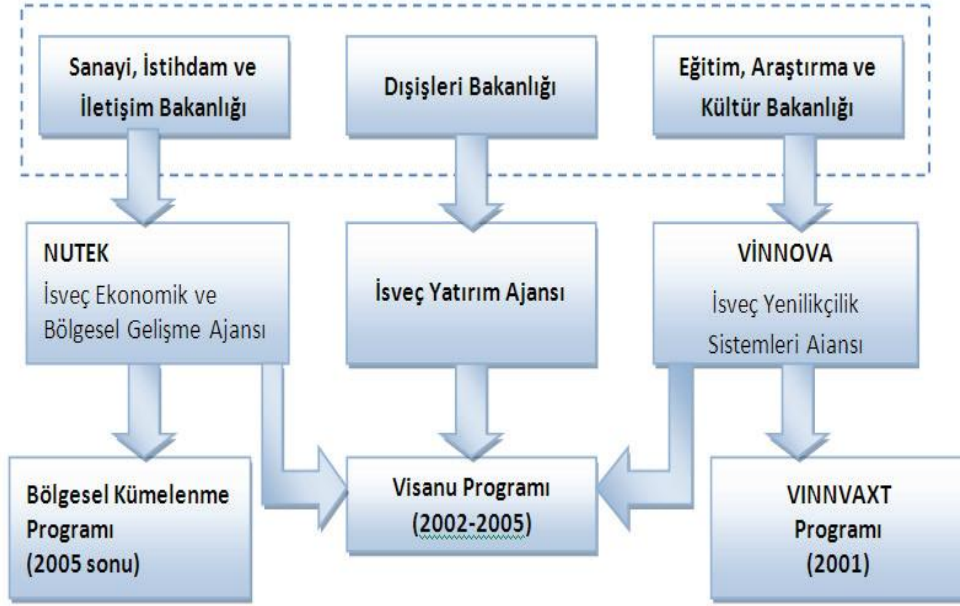 Sanayi, İstihdam ve
İletişim Bakanlığı
Dışişleri Bakanlığı
Eğitim, Araştırma ve
Kültür Bakanlığı
NUTEK
İsveç Ekonomik ve
Bölgesel Gelişme Ajansı
İsveç Yatırım Ajansı
VİNNOVA
İsveç Yenilikçilik
Sistemleri Aiansı
Bölgesel Kümelenme
Programı
(2005 sonu)
Visanu Programı
(2002-2005)
VINNVAXT
Programı
(2001)